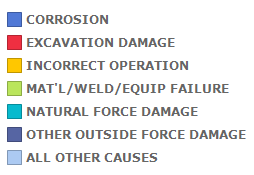 CORROSION
EXCAVATION DAMAGE
INCORRECT OPERATION
MAT'L/WELD/EQUIP FAILURE
NATURAL FORCE DAMAGE
OTHER OUTSIDE FORCE DAMAGE
ALL OTHER CAUSES